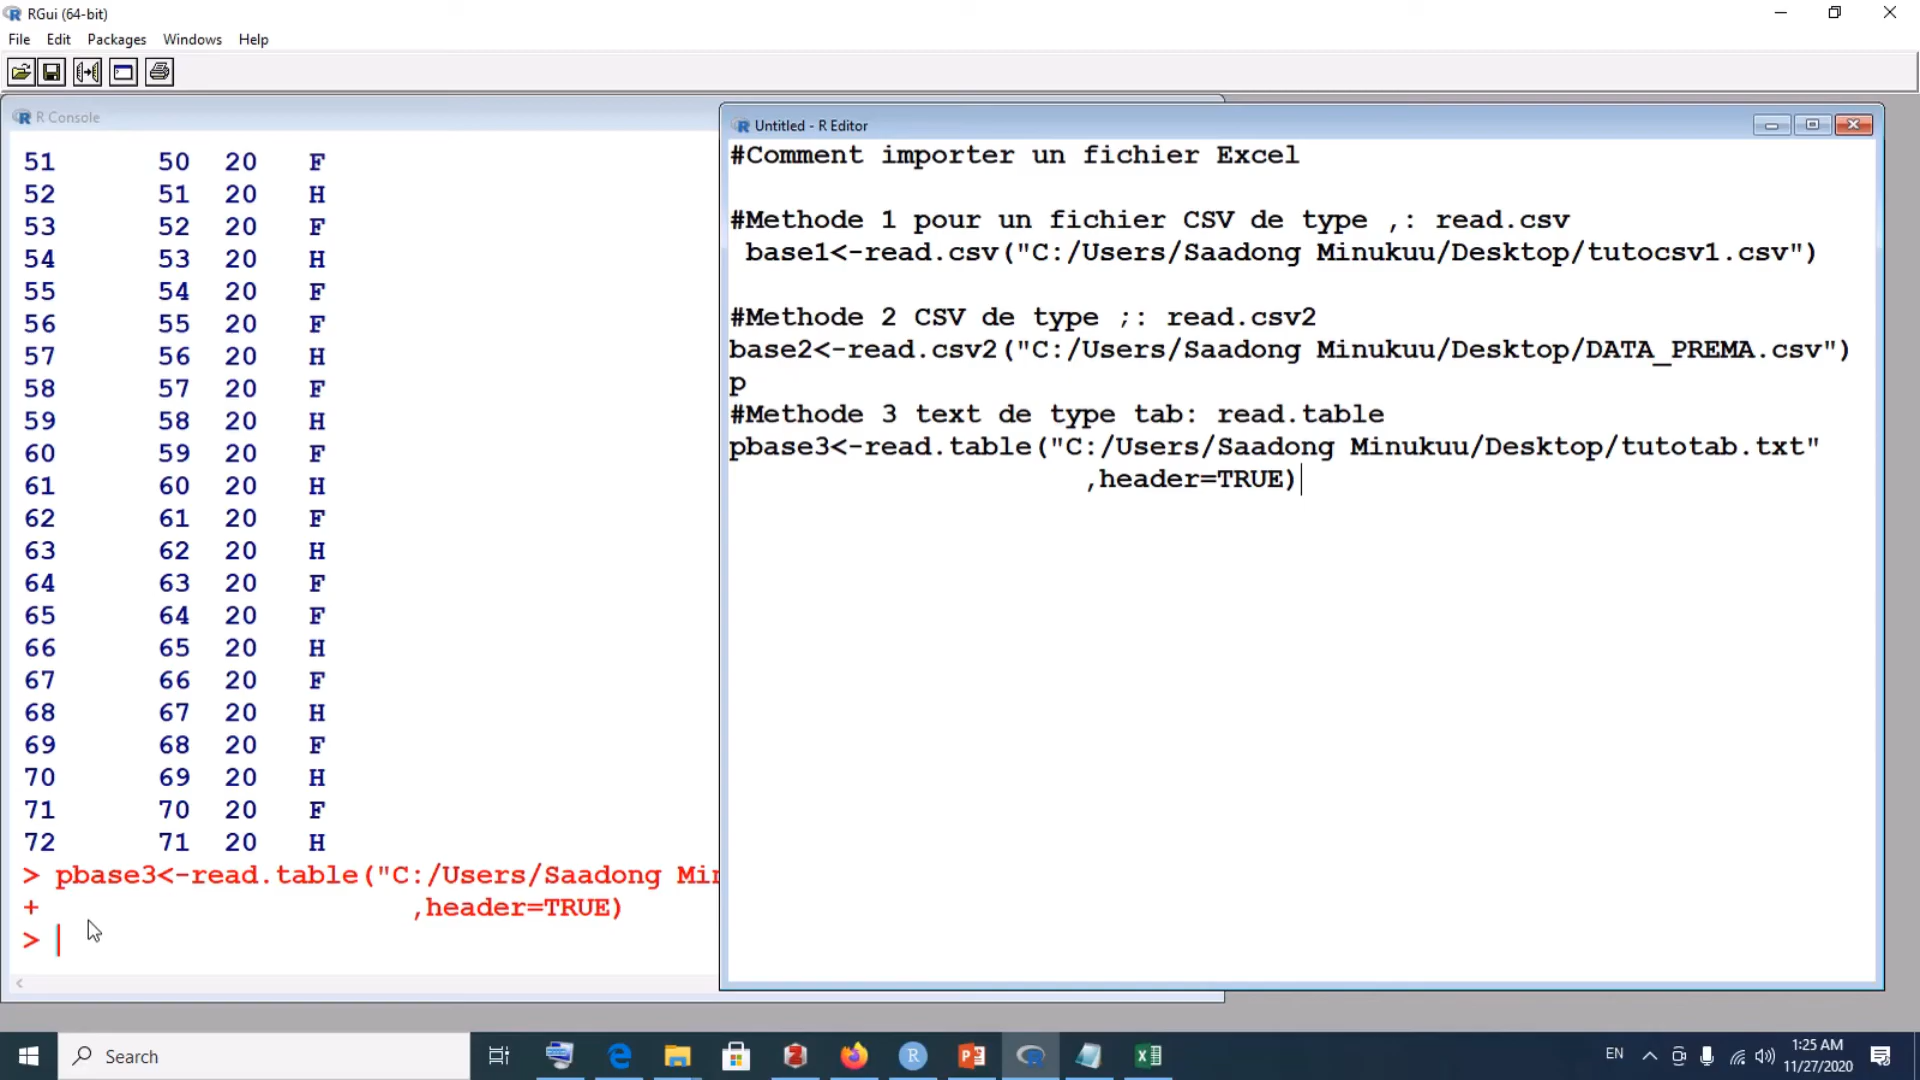 RGui (64-bit)
File Edit Packages Windows Help
R Console
51 50 20 F
52 51 20 H
53 52 20 F
54 53 20 H
55 54 20 F
56 55 20 F
57 56 20 H
58 57 20 F
59 58 20 H
60 59 20 F
61 60 20 H
62 61 20 F
63 62 20 H
64 63 20 F
65 64 20 F
66 65 20 H
67 66 20 F
68 67 20 H
69 68 20 F
70 69 20 H
71 70 20 F
72 71 20 H
> pbase3<-read.table("C:/Users/Saadong Min
+ ,header=TRUE)
>
Untitled - R Editor
#Comment importer un fichier Excel
#Methode 1 pour un fichier CSV de type ,: read.csv
base1<-read.csv("C:/Users/Saadong Minukuu/Desktop/tutocsv1.csv")
#Methode 2 CSV de type ;: read.csv2
base2<-read.csv2("C:/Users/Saadong Minukuu/Desktop/DATA_PREMA.csv")
p
#Methode 3 text de type tab: read.table
pbase3<-read.table("C:/Users/Saadong Minukuu/Desktop/tutotab.txt"
,header=TRUE)
Search
EN
1:25 AM
11/27/2020